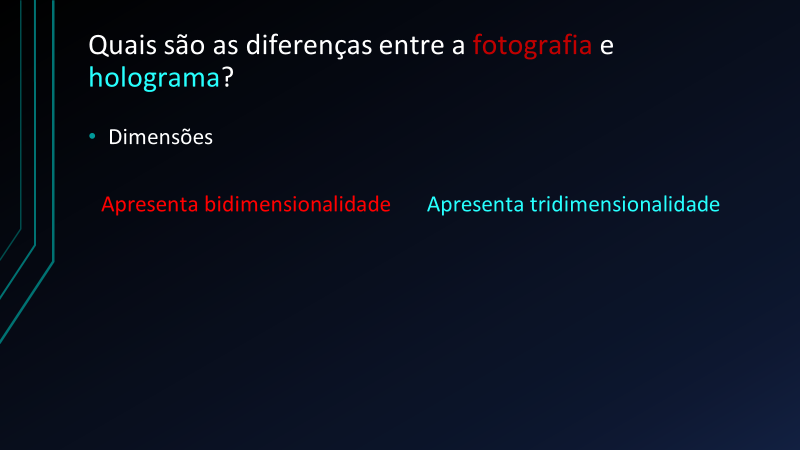 Quais são as diferenças entre a fotografia e
holograma?
• Dimensões
Apresenta bidimensionalidade Apresenta tridimensionalidade